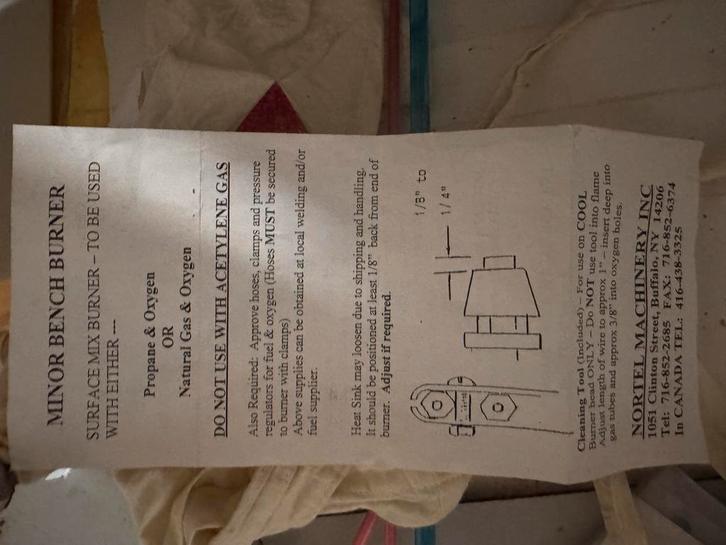 MINOR BENCH BURNER
SURFACE MIX BURNER – TO BE USED
WITH EITHER ---
Propane & Oxygen
OR
Natural Gas & Oxygen
DO NOT USE WITH ACETYLENE GAS
Also Required: Approve hoses, clamps and pressure
regulators for fuel & oxygen (Hoses MUST be secured
to burner with clamps)
Above supplies can be obtained at local welding and/or
fuel supplier.
Heat Sink may loosen due to shipping and handling.
It should be positioned at least 1/8" back from end of
burner. Adjust if required.
1/8" to
1/4"
Cleaning Tool (included) – For use on COOL
Burner head ONLY – Do NOT use tool into flame
Adjust length of wire to approx 1" – insert deep into
gas tubes and approx 3/8" into oxygen holes.
NORTEL MACHINERY INC
1051 Clinton Street, Buffalo, NY 14206
Tel: 716-852-2685 FAX: 716-852-6374
In CANADA TEL: 416-438-3325